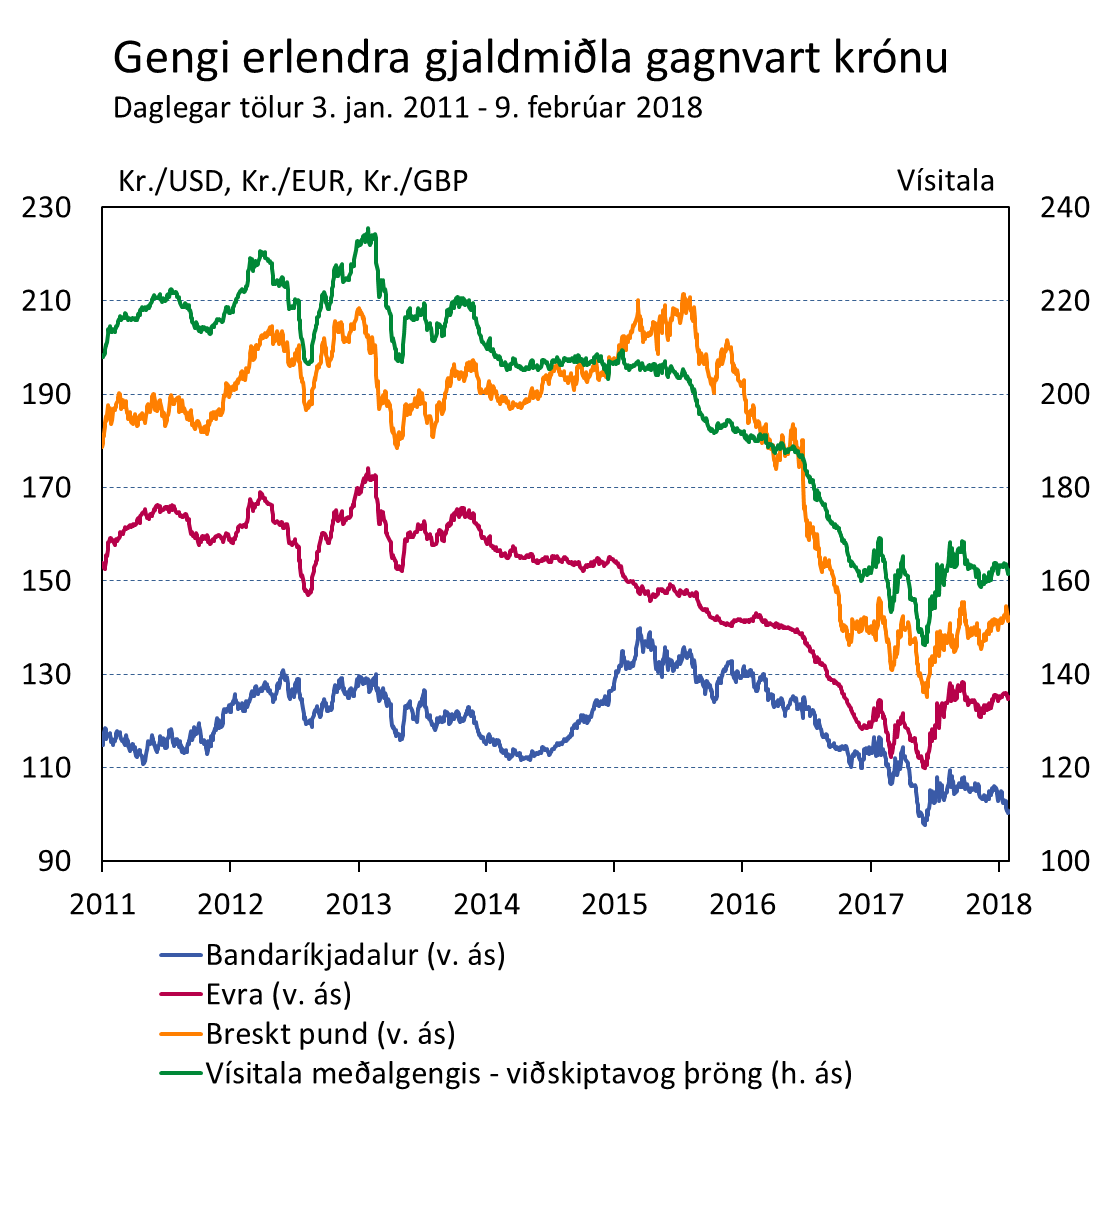 Gengi erlendra gjaldmiðla gagnvart krónu
Daglegar tölur 3. jan. 2011 - 9. febrúar 2018
Kr./USD, Kr./EUR, Kr./GBP Vísitala
230 240
210 220
190 200
170 180
150 160
130 140
110 120
90 100
2011 2012 2013 2014 2015 2016 2017 2018
Bandaríkjadalur (v. ás)
Evra (v. ás)
Breskt pund (v. ás)
Vísitala meðalgengis - viðskiptavog þröng (h. ás)